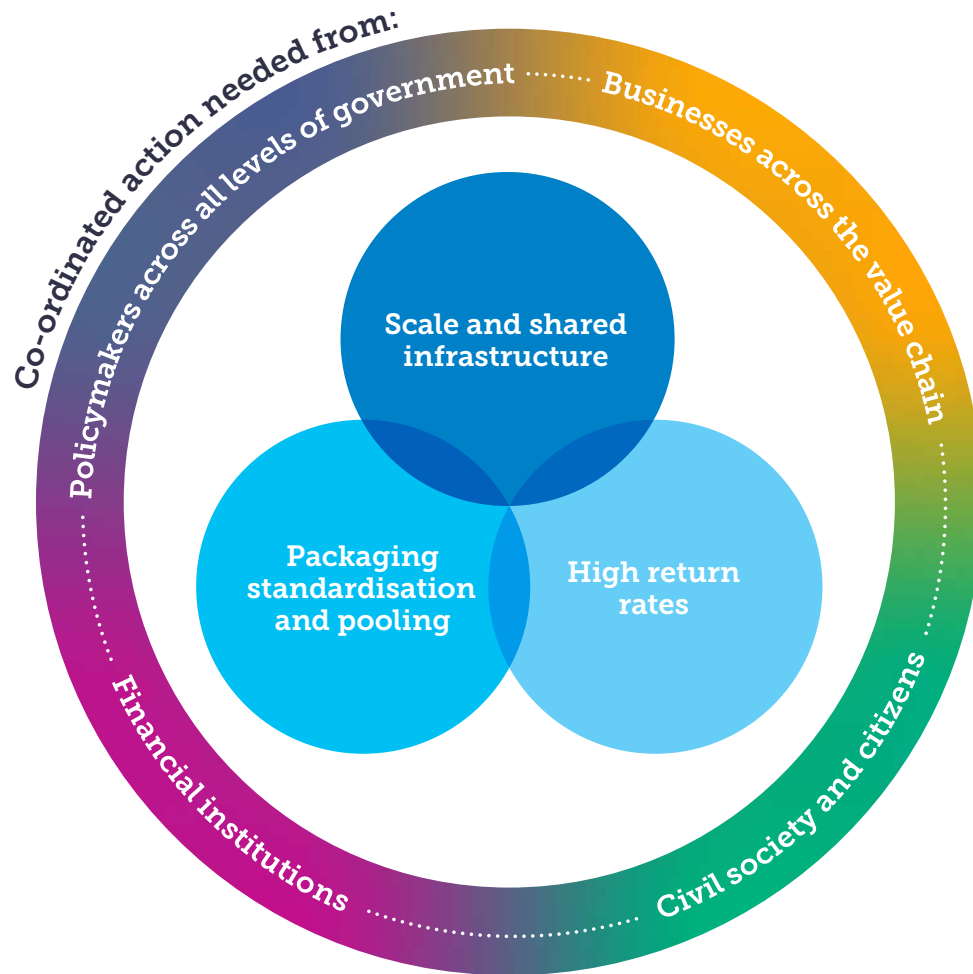 Co-ordinated action needed from:
Policymakers across all levels of government
Businesses across the value chain
Civil society and citizens
Financial institutions
Scale and shared
infrastructure
Packaging
standardisation
and pooling
High return
rates